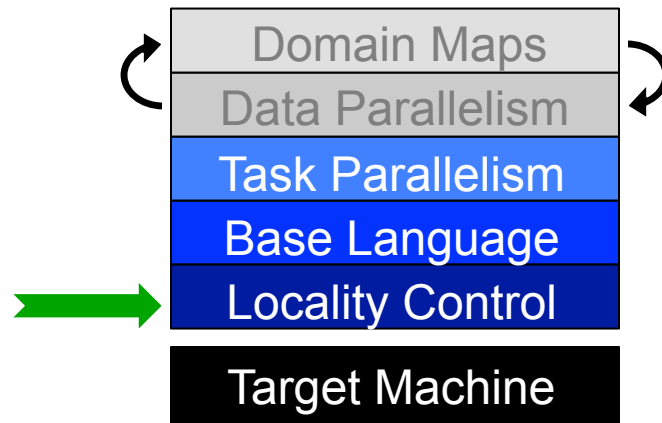 Domain Maps
Data Parallelism
Task Parallelism
Base Language
Locality Control
Target Machine